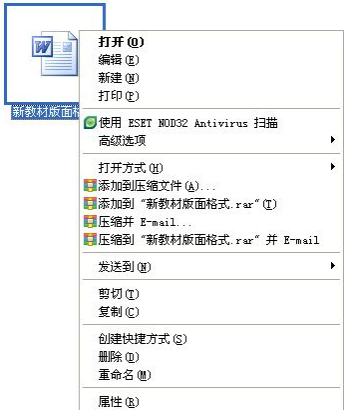 新教材版面格
打开(O)
编辑(E)
新建(N)
打印(P)
使用 ESET NOD32 Antivirus 扫描
高级选项
打开方式(H)
添加到压缩文件(A)...
添加到 "新教材版面格式.rar"(T)
压缩并 E-mail...
压缩到 "新教材版面格式.rar" 并 E-mail
发送到(N)
剪切(T)
复制(C)
创建快捷方式(S)
删除(D)
重命名(M)
属性(R)